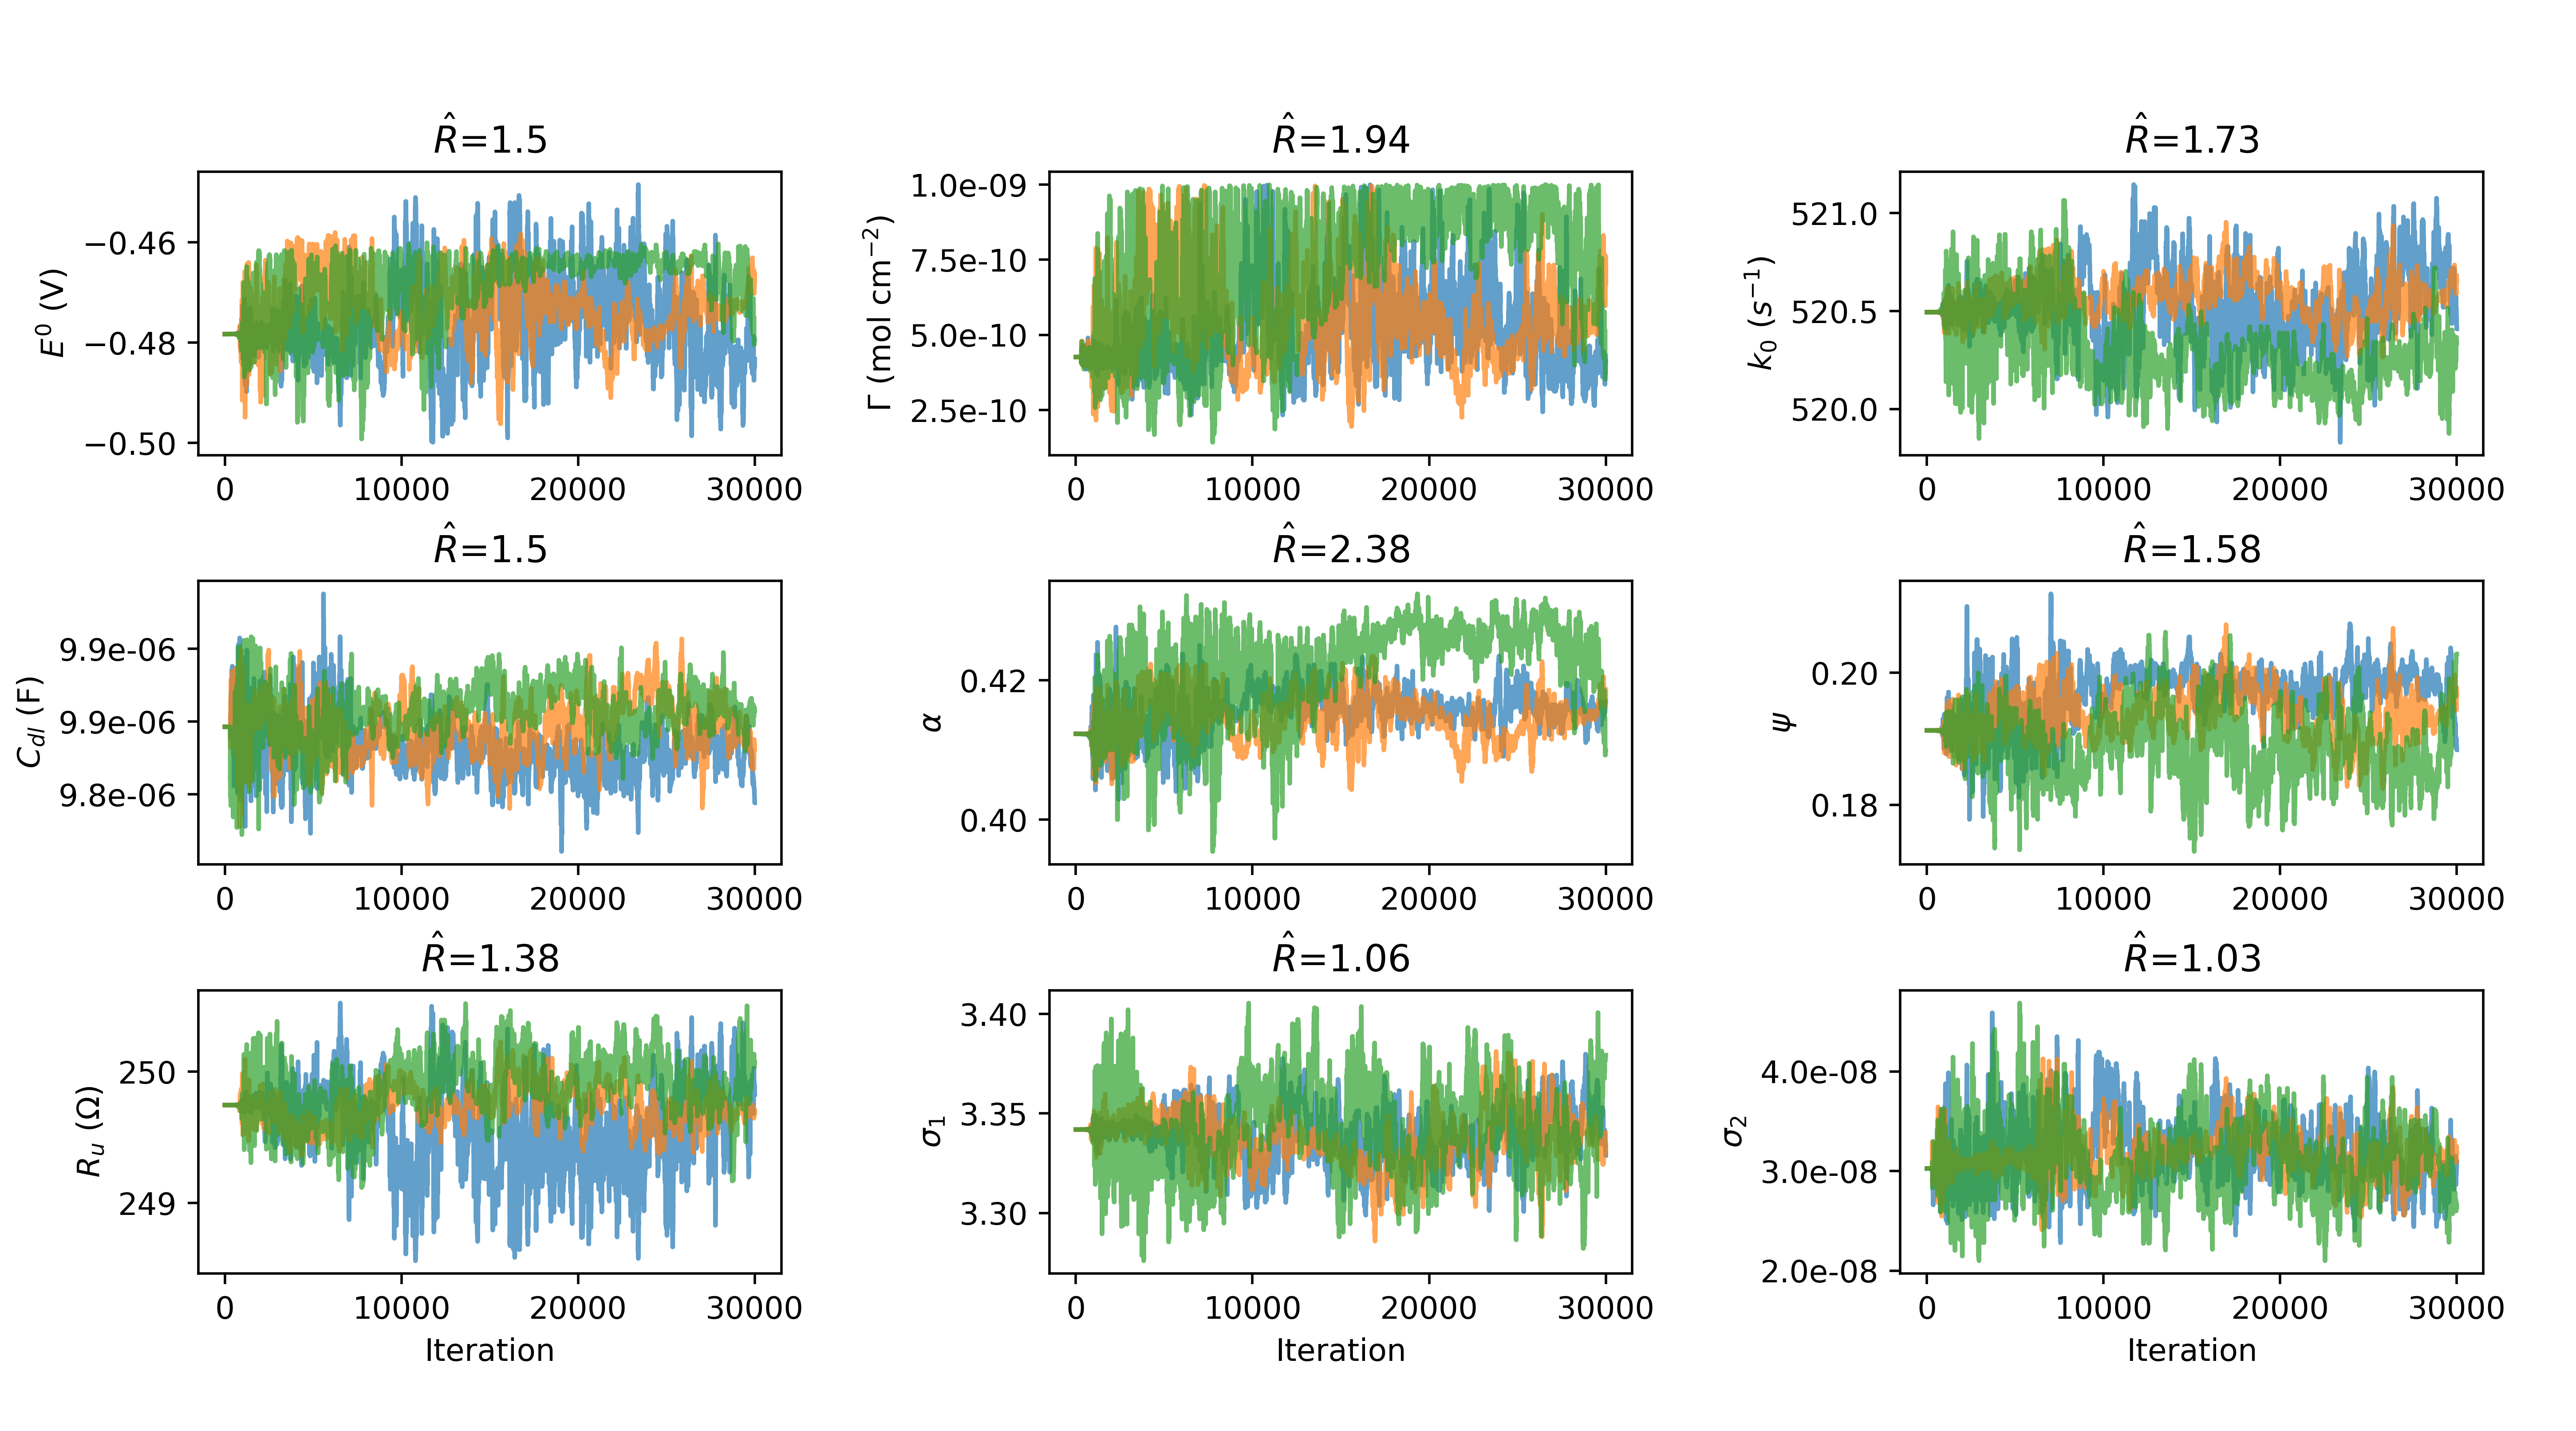 R̂=1.5
E⁰ (V)
−0.46
−0.48
−0.50
0 10000 20000 30000
R̂=1.94
Γ (mol cm⁻²)
1.0e-09
7.5e-10
5.0e-10
2.5e-10
0 10000 20000 30000
R̂=1.73
k₀ (s⁻¹)
521.0
520.5
520.0
0 10000 20000 30000
R̂=1.5
C_dl (F)
9.9e-06
9.9e-06
9.8e-06
0 10000 20000 30000
R̂=2.38
α
0.42
0.40
0 10000 20000 30000
R̂=1.58
ψ
0.20
0.18
0 10000 20000 30000
R̂=1.38
R_u (Ω)
250
249
0 10000 20000 30000
Iteration
R̂=1.06
σ₁
3.40
3.35
3.30
0 10000 20000 30000
Iteration
R̂=1.03
σ₂
4.0e-08
3.0e-08
2.0e-08
0 10000 20000 30000
Iteration